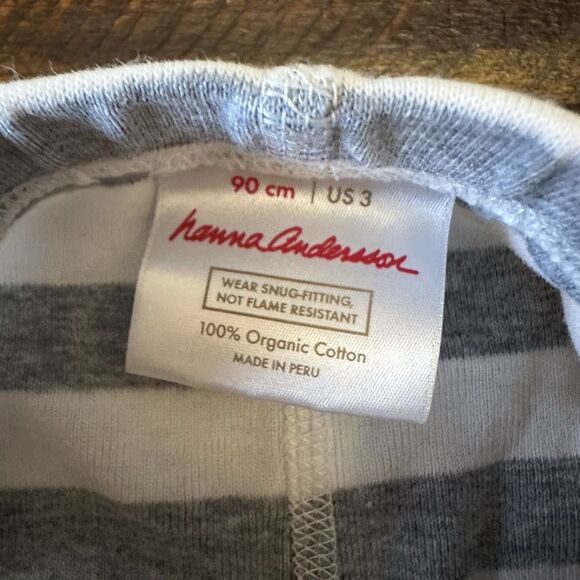 90 cm | US 3
hanna Andersson
WEAR SNUG-FITTING,
NOT FLAME RESISTANT
100% Organic Cotton
MADE IN PERU